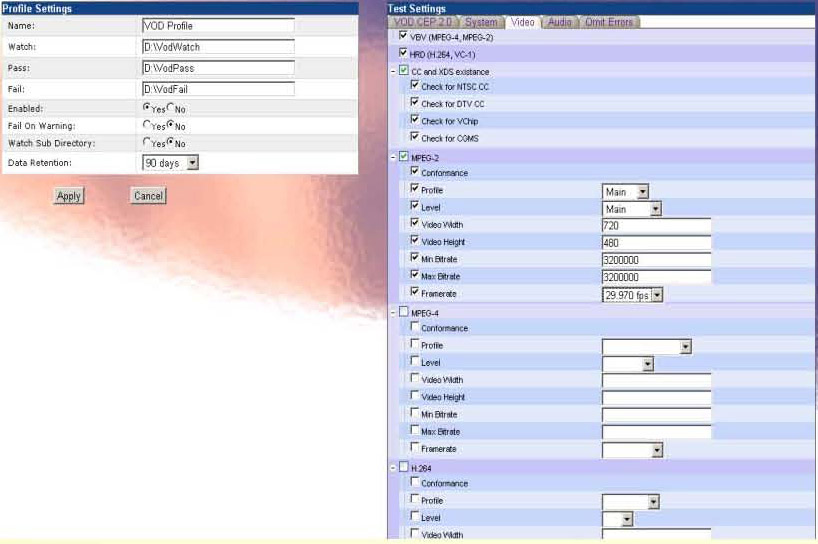 Profile Settings
Name: VOD Profile
Watch: D:\VodWatch
Pass: D:\VodPass
Fail: D:\VodFail
Enabled: Yes No
Fail On Warning: Yes No
Watch Sub Directory: Yes No
Data Retention: 90 days
Apply Cancel
Test Settings
VOD CEP 2.0 System Video Audio Omit Errors
VBV (MPEG-4, MPEG-2)
HRD (H.264, VC-1)
CC and XDS existance
Check for NTSC CC
Check for DTV CC
Check for VChip
Check for CGMS
MPEG-2
Conformance
Profile Main
Level Main
Video Width 720
Video Height 480
Min Bitrate 3200000
Max Bitrate 3200000
Framerate 29.970 fps
MPEG-4
Conformance
Profile
Level
Video Width
Video Height
Min Bitrate
Max Bitrate
Framerate
H.264
Conformance
Profile
Level
Video Width